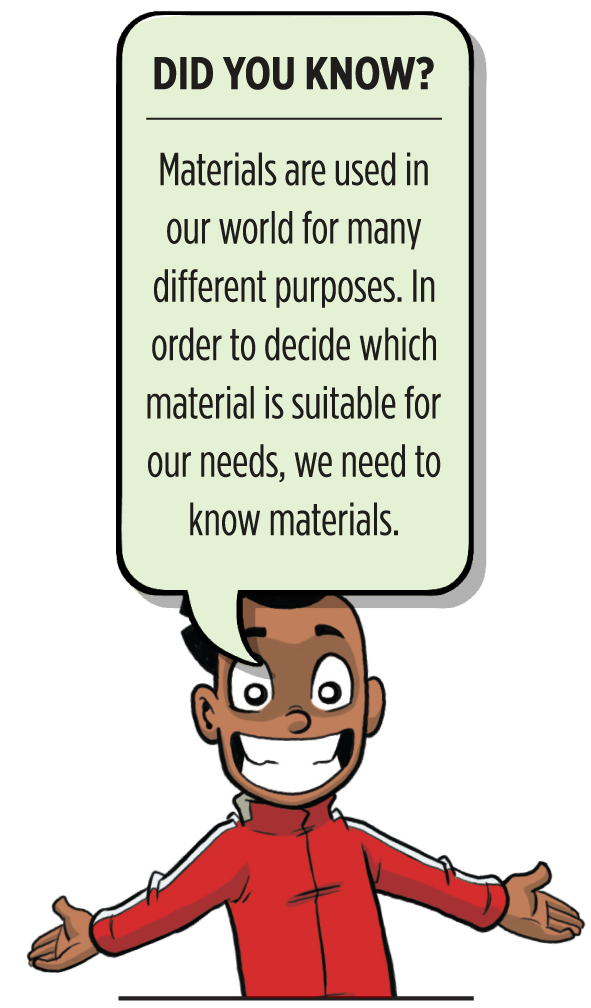 DID YOU KNOW?
Materials are used in
our world for many
different purposes. In
order to decide which
material is suitable for
our needs, we need to
know materials.